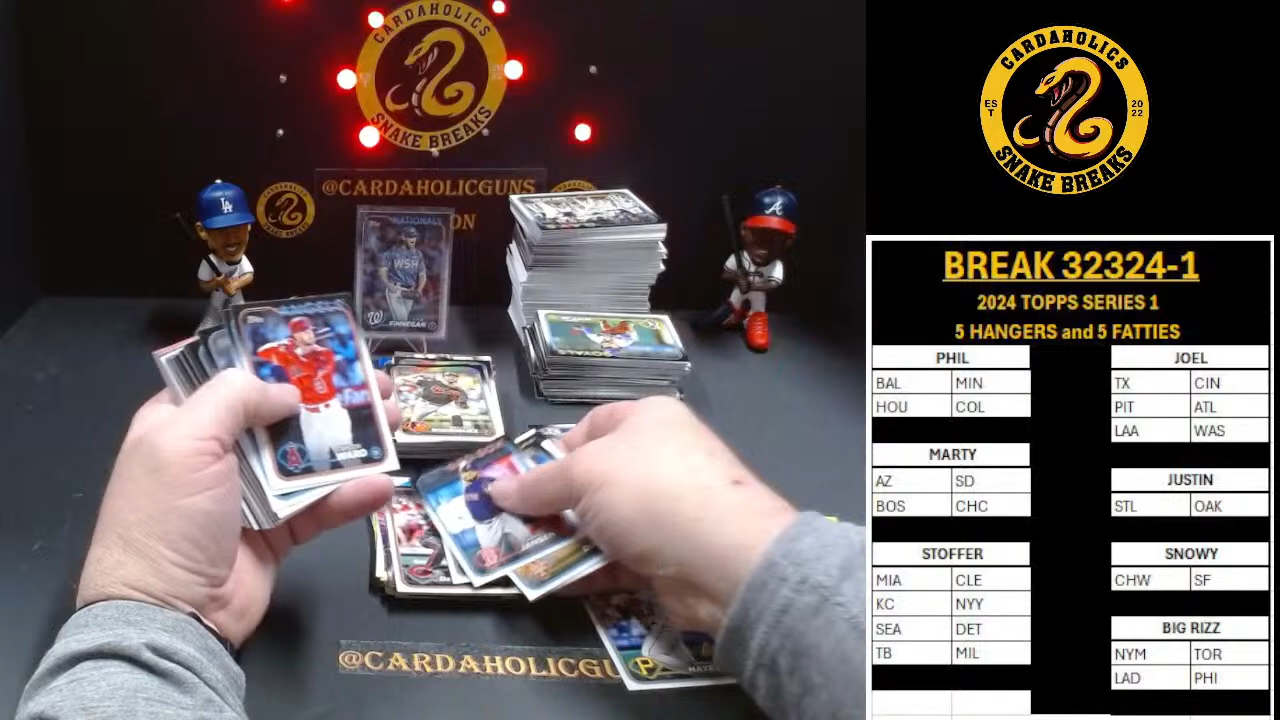 CARDAHOLICS
SNAKE BREAKS
@CARDAHOLICGUNS
ON
NATIONALS
WSH
FINNEGAN
WARD
@CARDAHOLICGU
CARDAHOLICS
EST
2022
SNAKE BREAKS
BREAK 32324-1
2024 TOPPS SERIES 1
5 HANGERS and 5 FATTIES
PHIL
BAL MIN
HOU COL
MARTY
AZ SD
BOS CHC
STOFFER
MIA CLE
KC NYY
SEA DET
TB MIL
JOEL
TX CIN
PIT ATL
LAA WAS
JUSTIN
STL OAK
SNOWY
CHW SF
BIG RIZZ
NYM TOR
LAD PHI